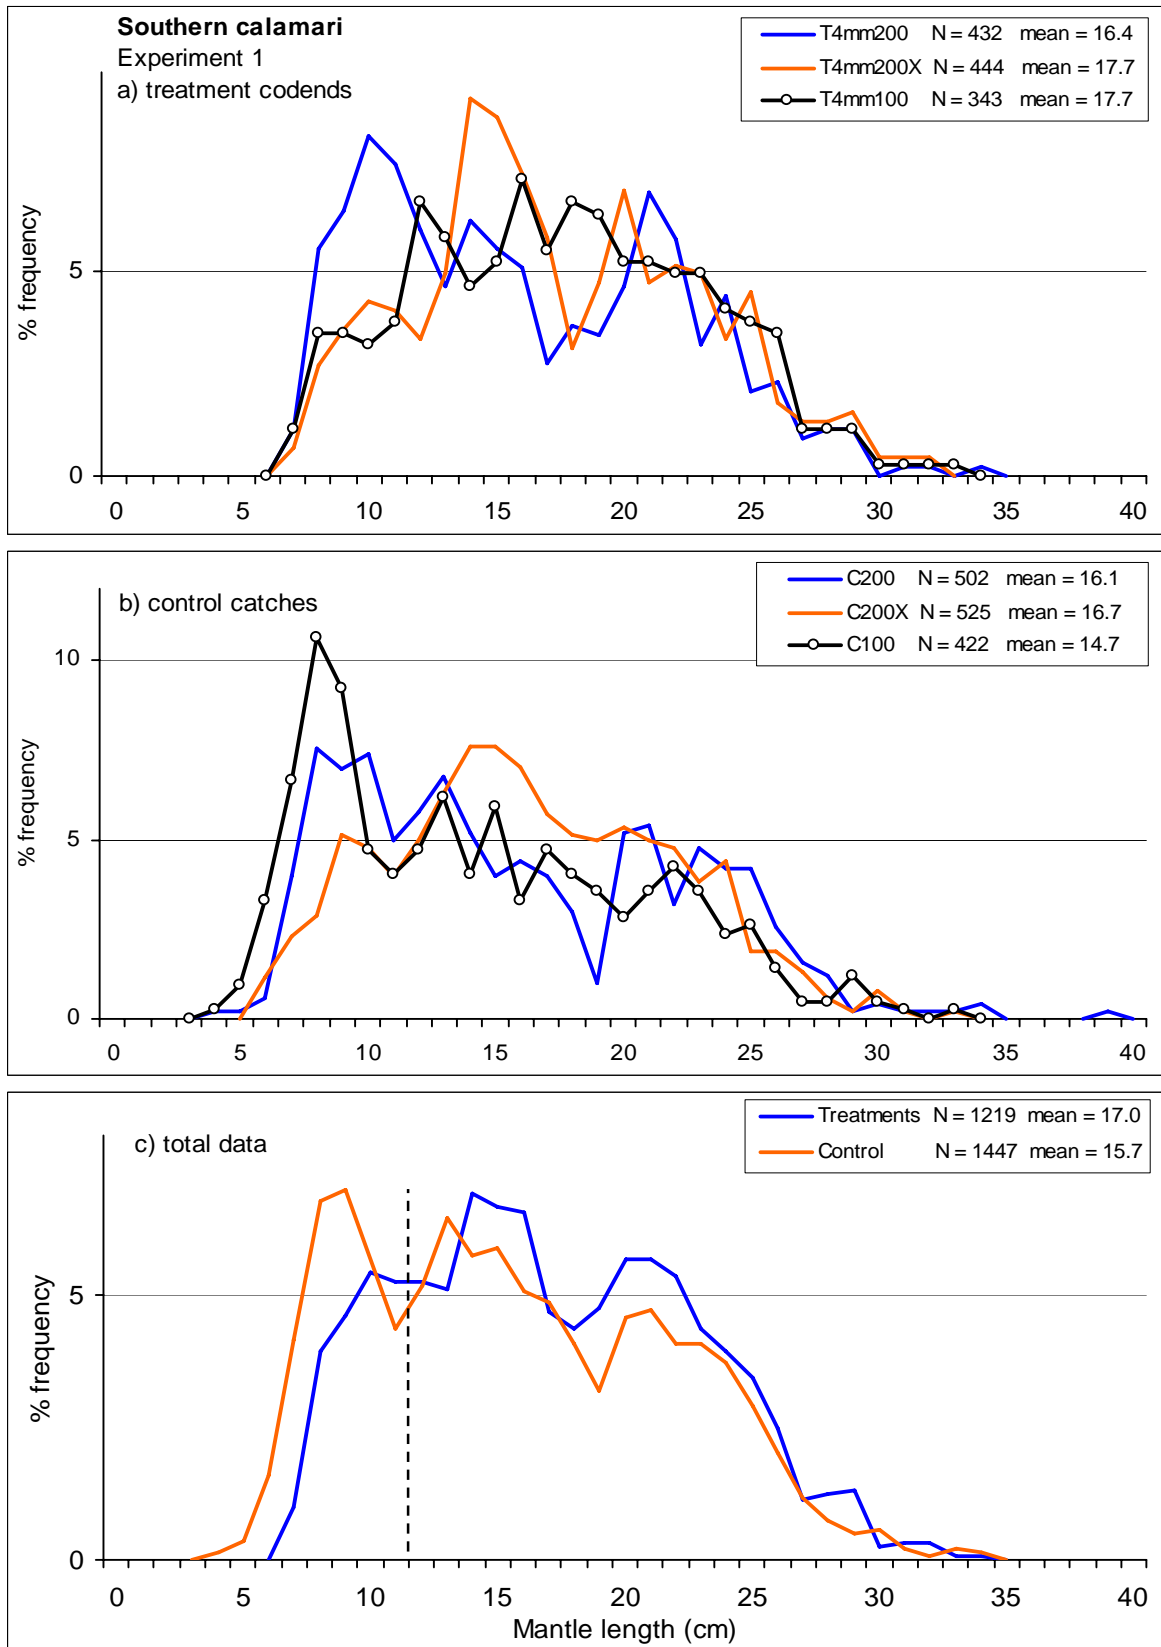 Southern calamari
Experiment 1
a) treatment codends
T4mm200 N = 432 mean = 16.4
T4mm200X N = 444 mean = 17.7
T4mm100 N = 343 mean = 17.7
% frequency
5
0
0 5 10 15 20 25 30 35 40
b) control catches
C200 N = 502 mean = 16.1
C200X N = 525 mean = 16.7
C100 N = 422 mean = 14.7
% frequency
10
5
0
0 5 10 15 20 25 30 35 40
c) total data
Treatments N = 1219 mean = 17.0
Control N = 1447 mean = 15.7
% frequency
5
0
0 5 10 15 20 25 30 35 40
Mantle length (cm)